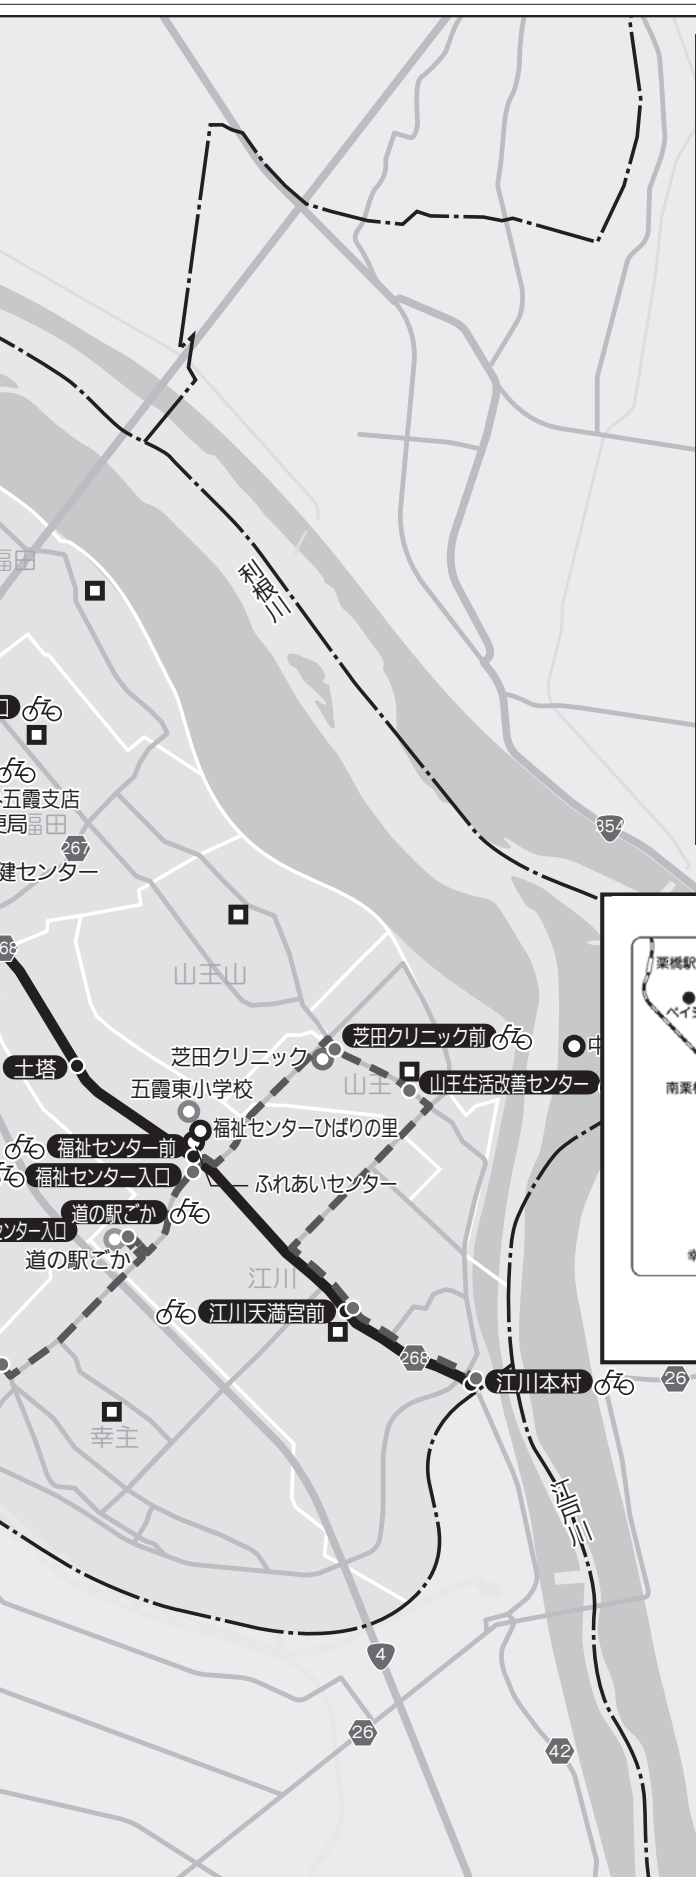 利根川
福田
口
五霞支店
便局
福田
267
健センター
354
68
山王山
栗橋駅
ベイシ
南栗橋
幸
芝田クリニック前
芝田クリニック
中
土塔
五霞東小学校
山王
山王生活改善センター
福祉センターひばりの里
福祉センター前
福祉センター入口
ふれあいセンター
道の駅ごか
センター入口
道の駅ごか
江川
江川天満宮前
268
江川本村
26
幸主
江戸川
4
26
42